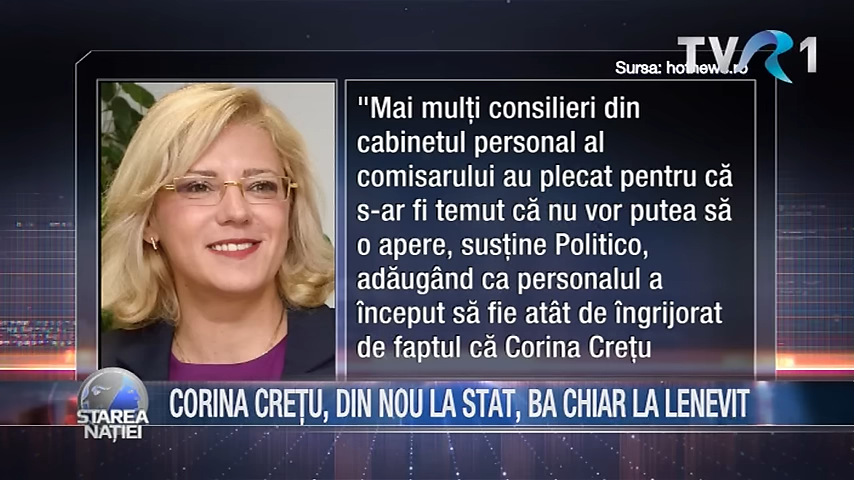 TVR1
Sursa: hotnews.ro
"Mai mulți consilieri din
cabinetul personal al
comisarului au plecat pentru că
s-ar fi temut că nu vor putea să
o apere, susține Politico,
adăugând ca personalul a
început să fie atât de îngrijorat
de faptul că Corina Crețu
STAREA
NAȚIEI
CORINA CREȚU, DIN NOU LA STAT, BA CHIAR LA LENEVIT